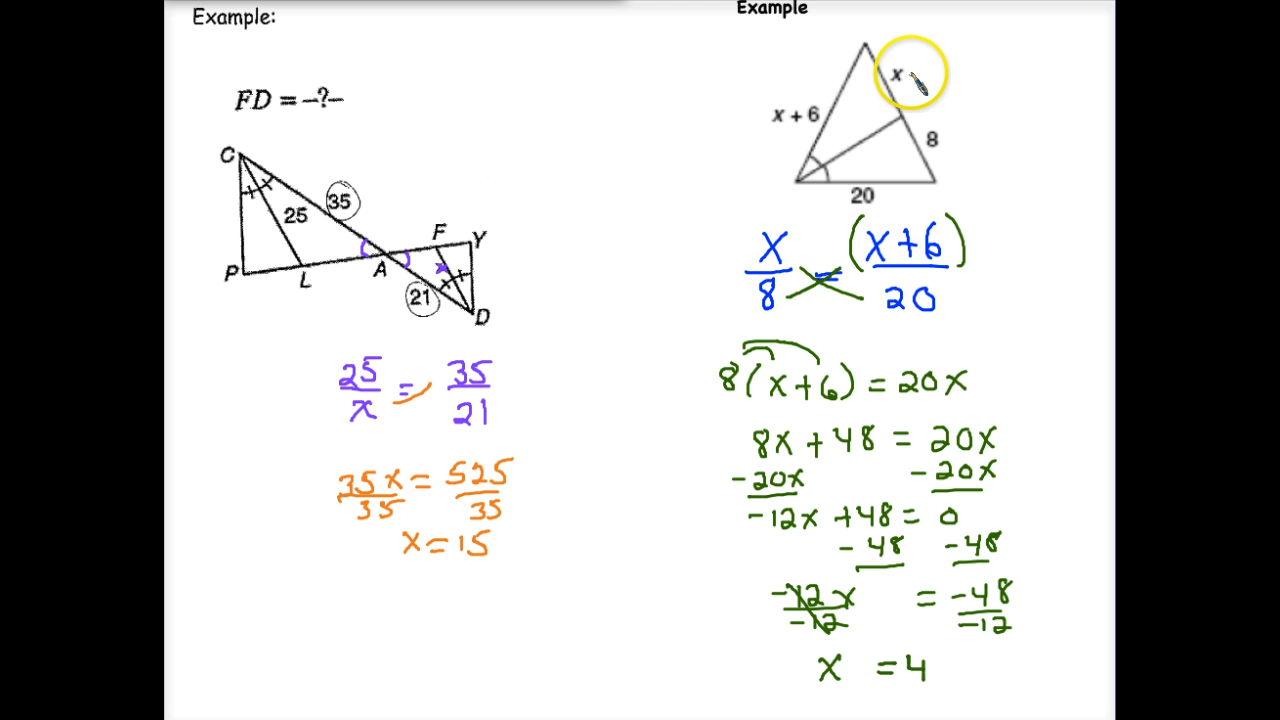 Example:
FD = –?–
C
35
25
F
Y
P
L
A
21
x
D
25/x = 35/21
35x/35 = 525/35
x = 15
Example
x
x + 6
8
20
x/8 = (x+6)/20
8(x+6) = 20x
8x + 48 = 20x
-20x -20x
-12x + 48 = 0
-48 -48
-12x/-12 = -48/-12
x = 4